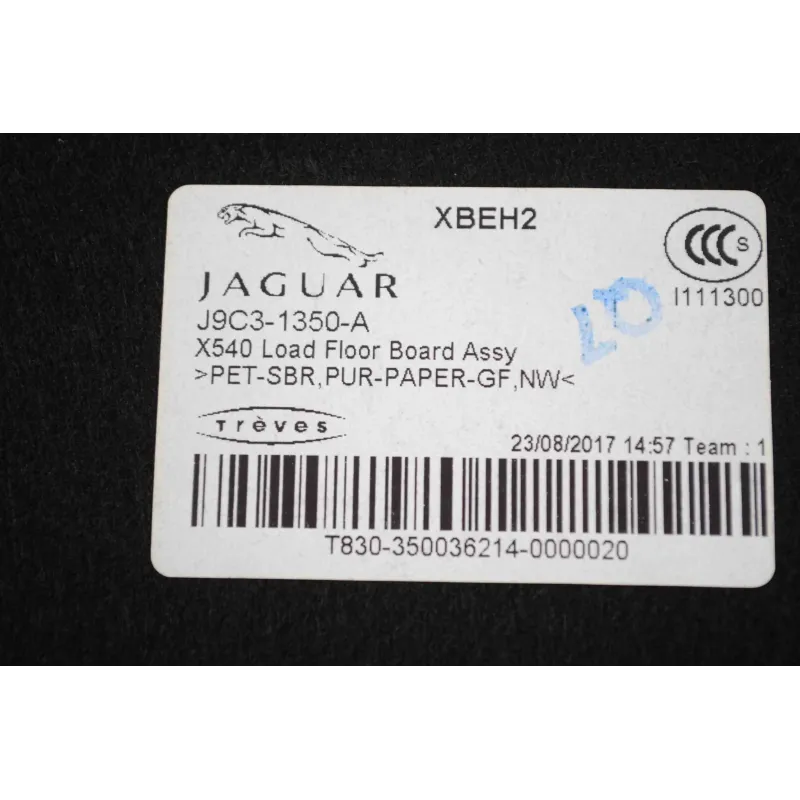 XBEH2
CCC S
JAGUAR
I111300
J9C3-1350-A
X540 Load Floor Board Assy
>PET-SBR,PUR-PAPER-GF,NW<
Trèves
23/08/2017 14:57 Team : 1
T830-350036214-0000020